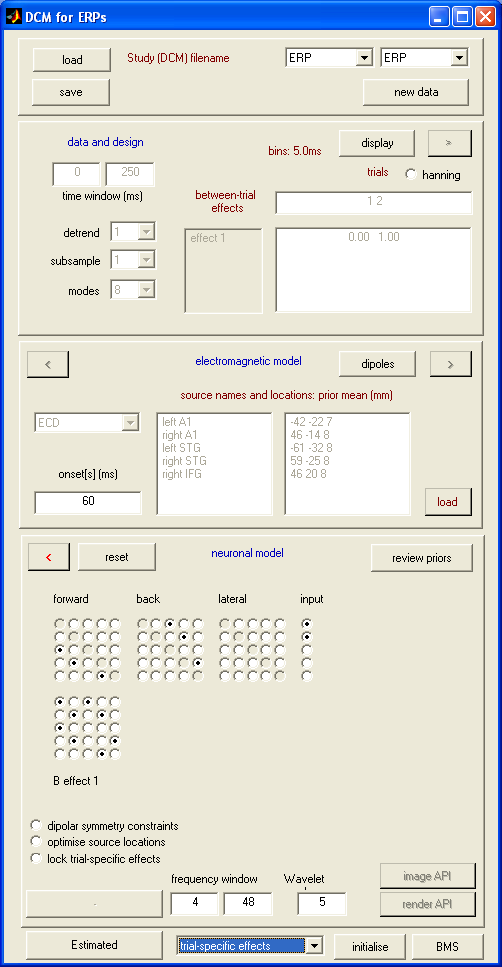 DCM for ERPs
load
Study (DCM) filename
ERP
ERP
save
new data
data and design
bins: 5.0ms
display
>
0
250
trials
hanning
time window (ms)
between-trial
effects
1 2
detrend
1
effect 1
0.00 1.00
subsample
1
modes
8
<
electromagnetic model
dipoles
>
source names and locations: prior mean (mm)
ECD
left A1
right A1
left STG
right STG
right IFG
-42 -22 7
46 -14 8
-61 -32 8
59 -25 8
46 20 8
onset[s] (ms)
60
load
<
reset
neuronal model
review priors
forward
back
lateral
input
B effect 1
dipolar symmetry constraints
optimise source locations
lock trial-specific effects
frequency window
Wavelet
image API
-
4
48
5
render API
Estimated
trial-specific effects
initialise
BMS